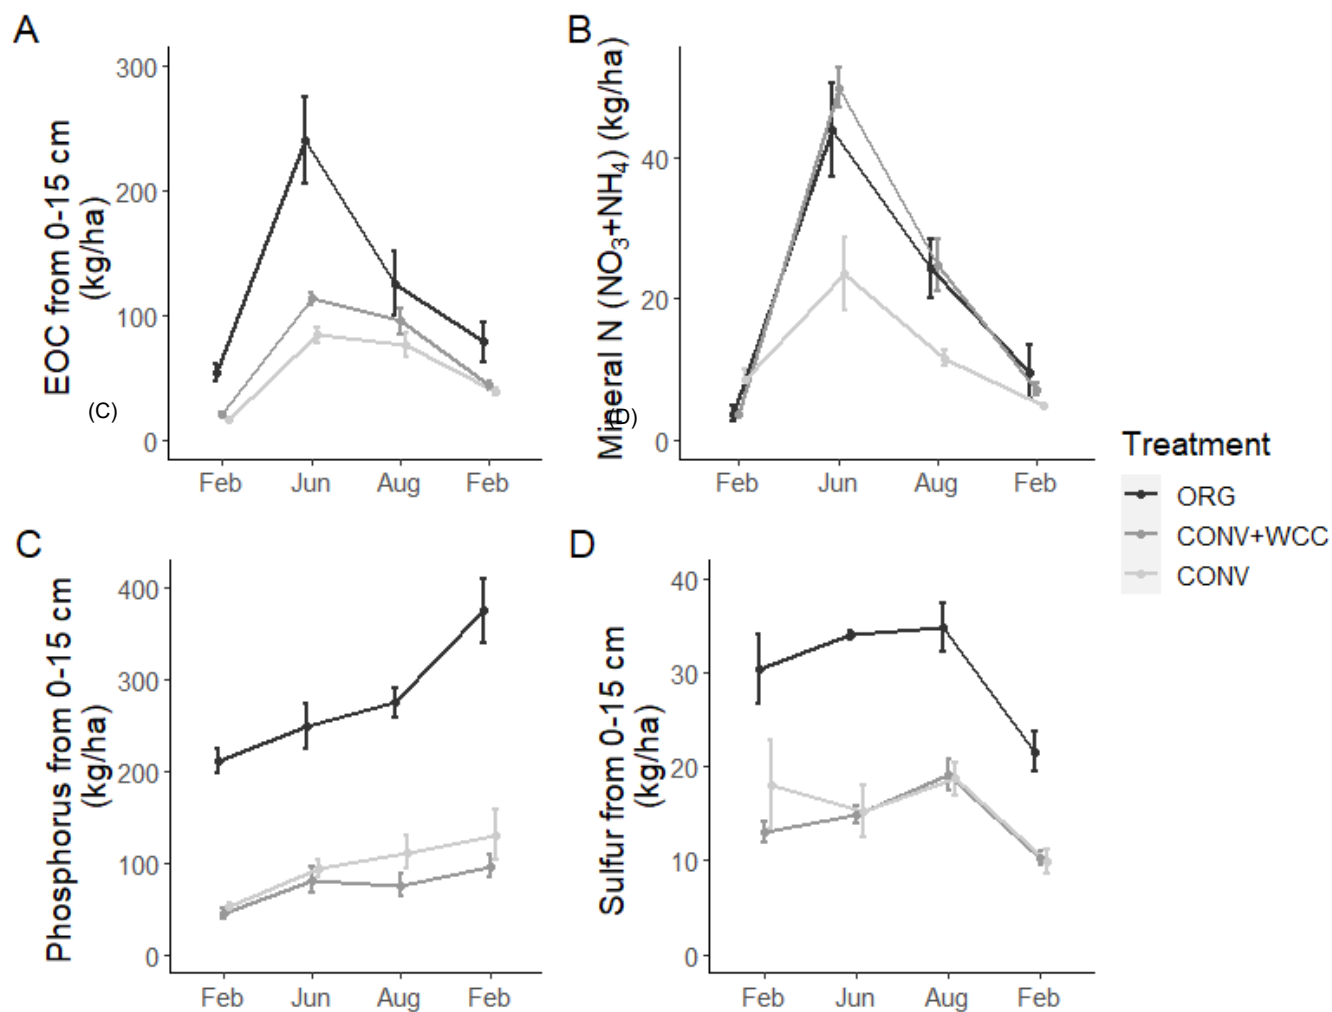 A
EOC from 0-15 cm
(kg/ha)
300
200
100
0
(C)
Feb Jun Aug Feb
B
Mineral N (NO₃+NH₄) (kg/ha)
40
20
0
(D)
Feb Jun Aug Feb
Treatment
ORG
CONV+WCC
CONV
C
Phosphorus from 0-15 cm
(kg/ha)
400
300
200
100
0
Feb Jun Aug Feb
D
Sulfur from 0-15 cm
(kg/ha)
40
30
20
10
0
Feb Jun Aug Feb